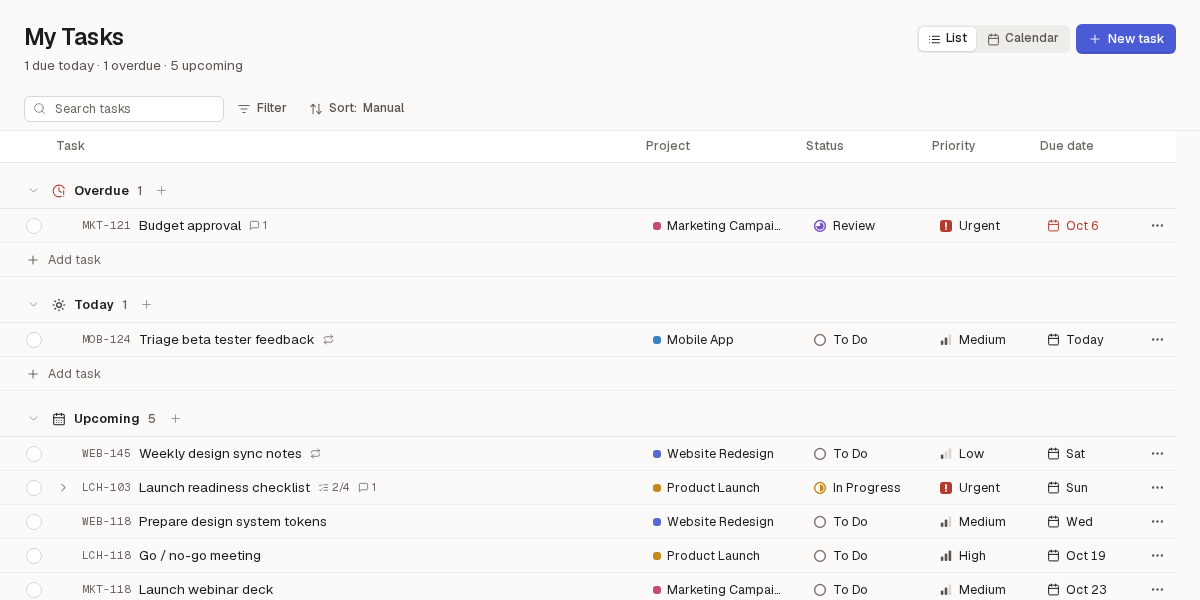 My Tasks
List Calendar New task
1 due today · 1 overdue · 5 upcoming
Search tasks Filter Sort: Manual
Task Project Status Priority Due date
Overdue 1
MKT-121 Budget approval 1 Marketing Campai... Review Urgent Oct 6
Add task
Today 1
MOB-124 Triage beta tester feedback Mobile App To Do Medium Today
Add task
Upcoming 5
WEB-145 Weekly design sync notes Website Redesign To Do Low Sat
LCH-103 Launch readiness checklist 2/4 1 Product Launch In Progress Urgent Sun
WEB-118 Prepare design system tokens Website Redesign To Do Medium Wed
LCH-118 Go / no-go meeting Product Launch To Do High Oct 19
MKT-118 Launch webinar deck Marketing Campai... To Do Medium Oct 23